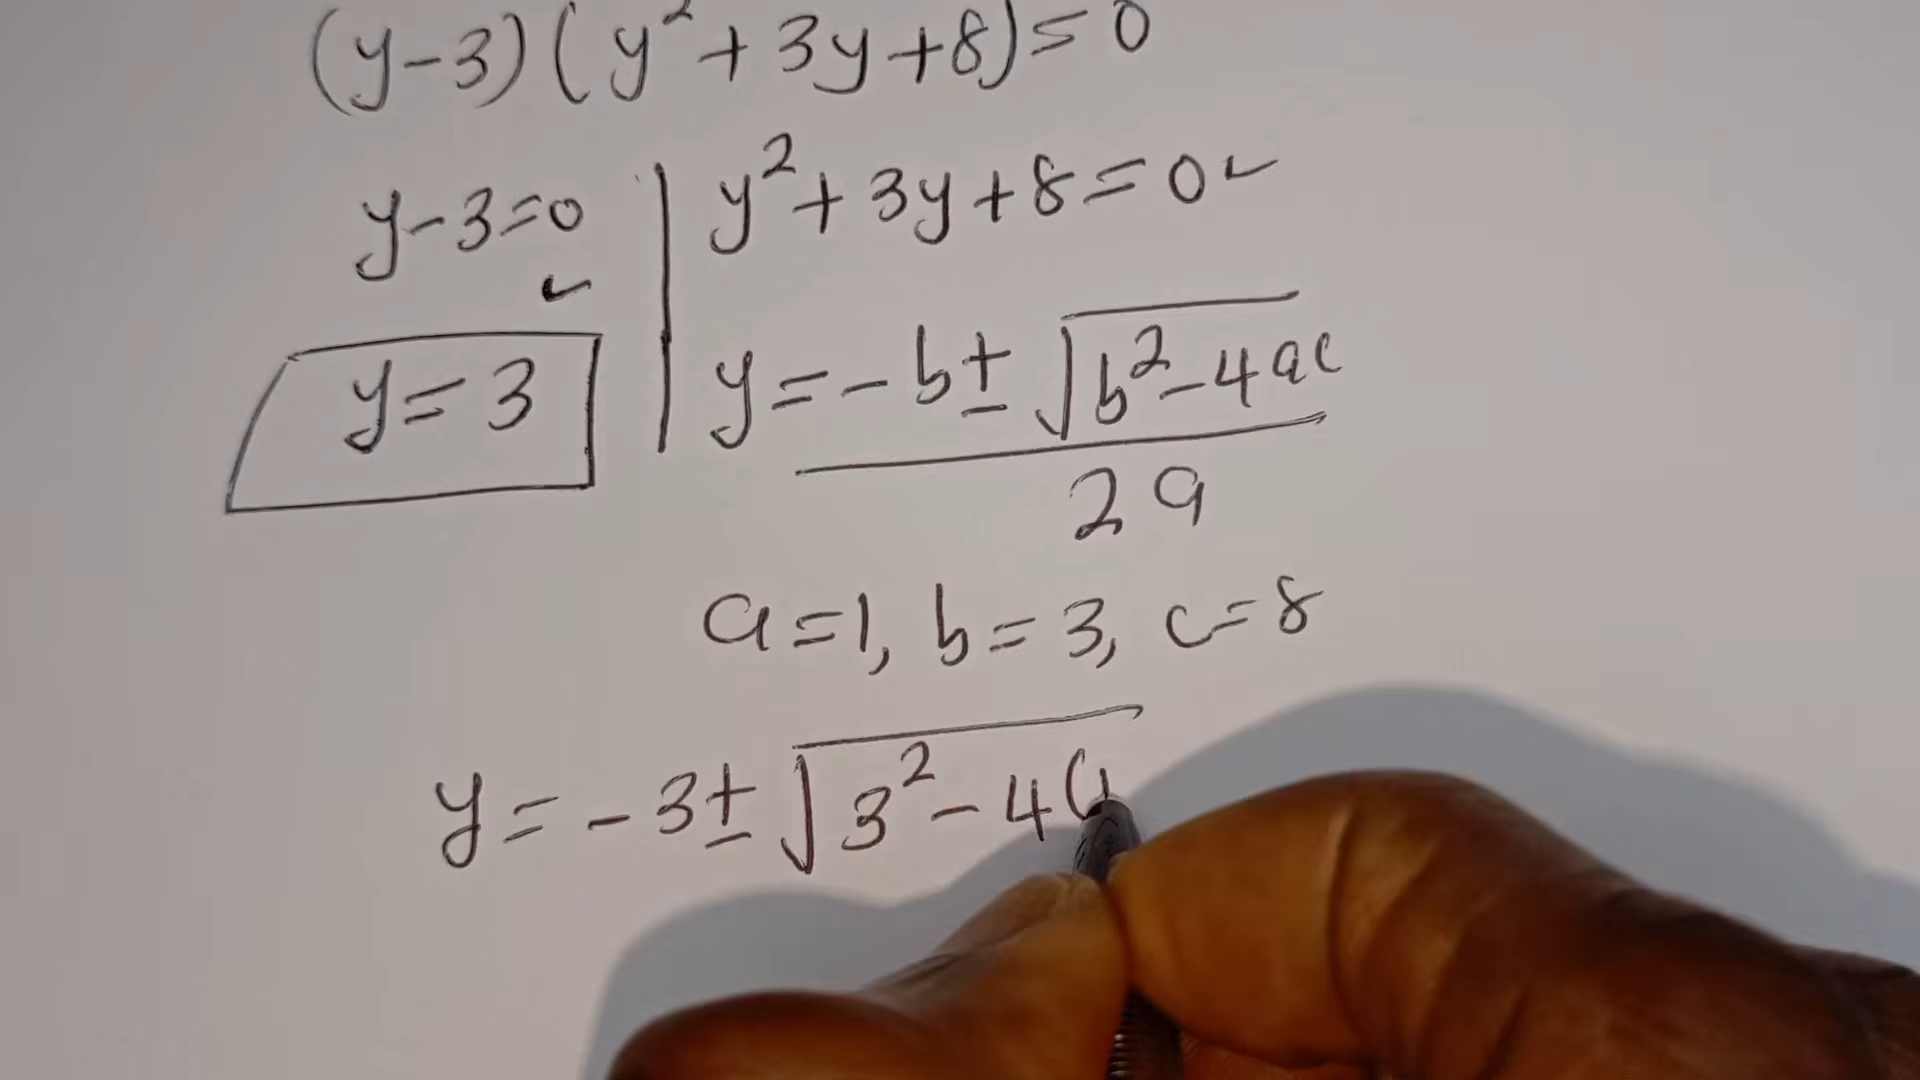 (y-3)(y²+3y+8)=0
y-3=0 | y²+3y+8=0
y=3 | y=-b±√b²-4ac
2a
a=1, b=3, c=8
y=-3±√3²-4(1